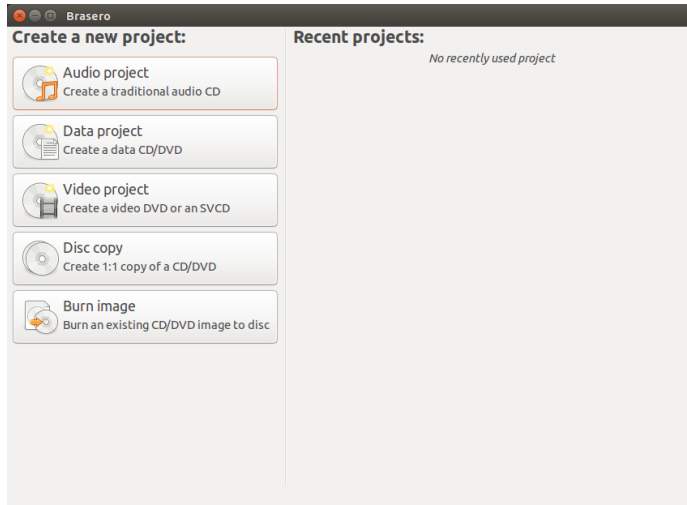 Brasero
Create a new project:
Audio project
Create a traditional audio CD
Data project
Create a data CD/DVD
Video project
Create a video DVD or an SVCD
Disc copy
Create 1:1 copy of a CD/DVD
Burn image
Burn an existing CD/DVD image to disc
Recent projects:
No recently used project